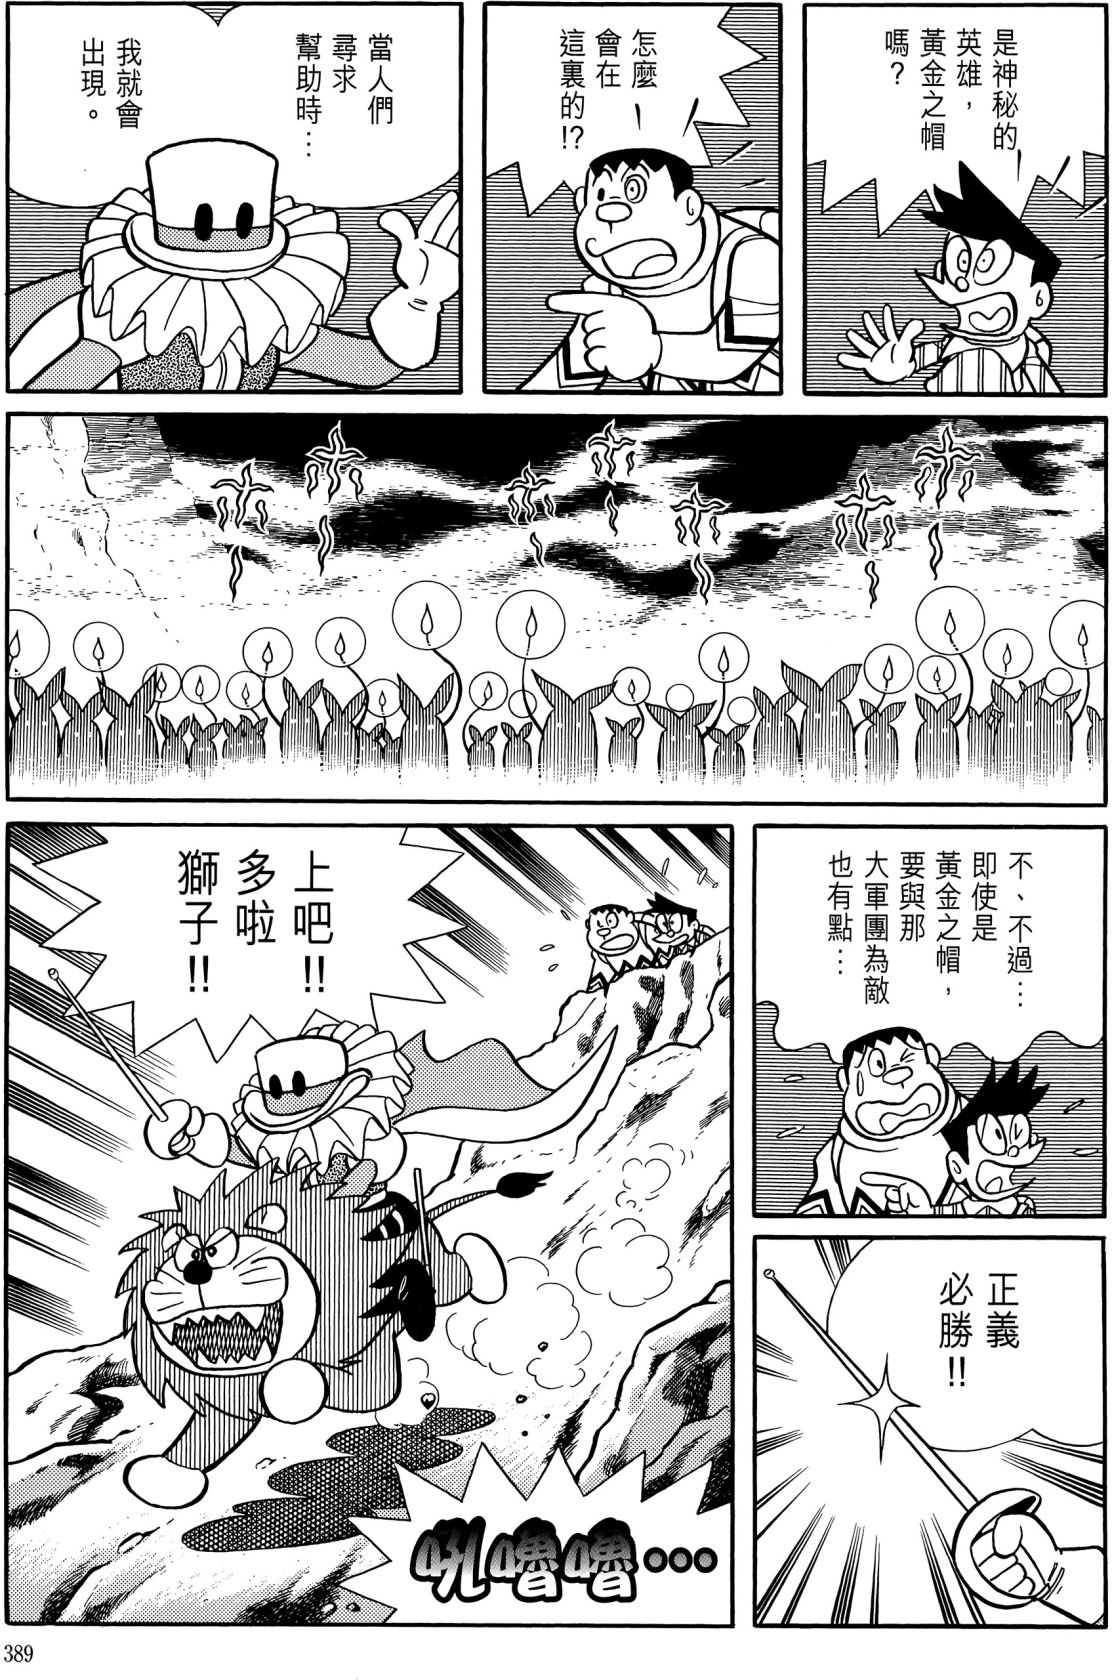 是神秘的
英雄，
黃金之帽
嗎？
怎麼
會在
這裏的!?
當人們
尋求
幫助時…
我就會
出現。
不、不過…
即使是
黃金之帽，
要與那
大軍團為敵
也有點…
正義
必勝!!
上吧!!
多啦
獅子!!
吼嚕嚕…
389